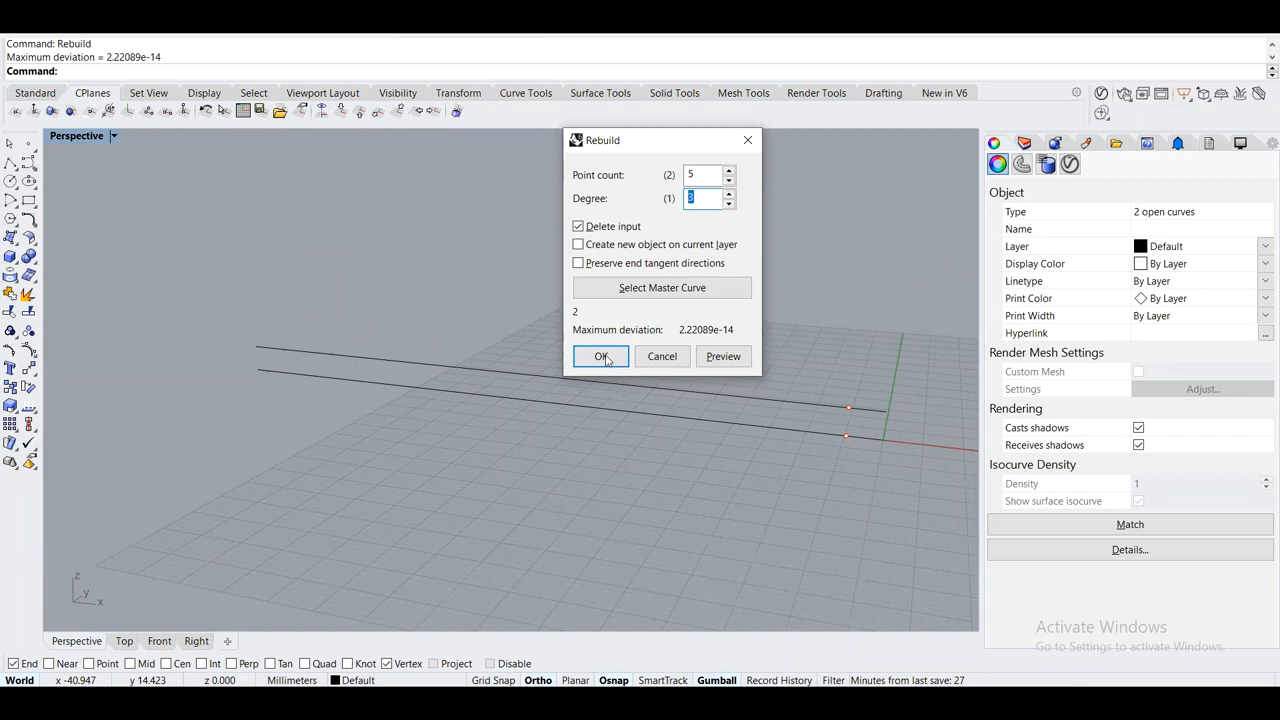 Command: Rebuild
Maximum deviation = 2.22089e-14
Command:
Standard CPlanes Set View Display Select Viewport Layout Visibility Transform Curve Tools Surface Tools Solid Tools Mesh Tools Render Tools Drafting New in V6
Perspective
Rebuild
Point count: (2) 5
Degree: (1) 3
Delete input
Create new object on current layer
Preserve end tangent directions
Select Master Curve
2
Maximum deviation: 2.22089e-14
OK Cancel Preview
z
y
x
Object
Type 2 open curves
Name
Layer Default
Display Color By Layer
Linetype By Layer
Print Color By Layer
Print Width By Layer
Hyperlink ...
Render Mesh Settings
Custom Mesh
Settings Adjust...
Rendering
Casts shadows
Receives shadows
Isocurve Density
Density 1
Show surface isocurve
Match
Details...
Activate Windows
Go to Settings to activate Windows.
Perspective Top Front Right
End Near Point Mid Cen Int Perp Tan Quad Knot Vertex Project Disable
World x -40.947 y 14.423 z 0.000 Millimeters Default Grid Snap Ortho Planar Osnap SmartTrack Gumball Record History Filter Minutes from last save: 27